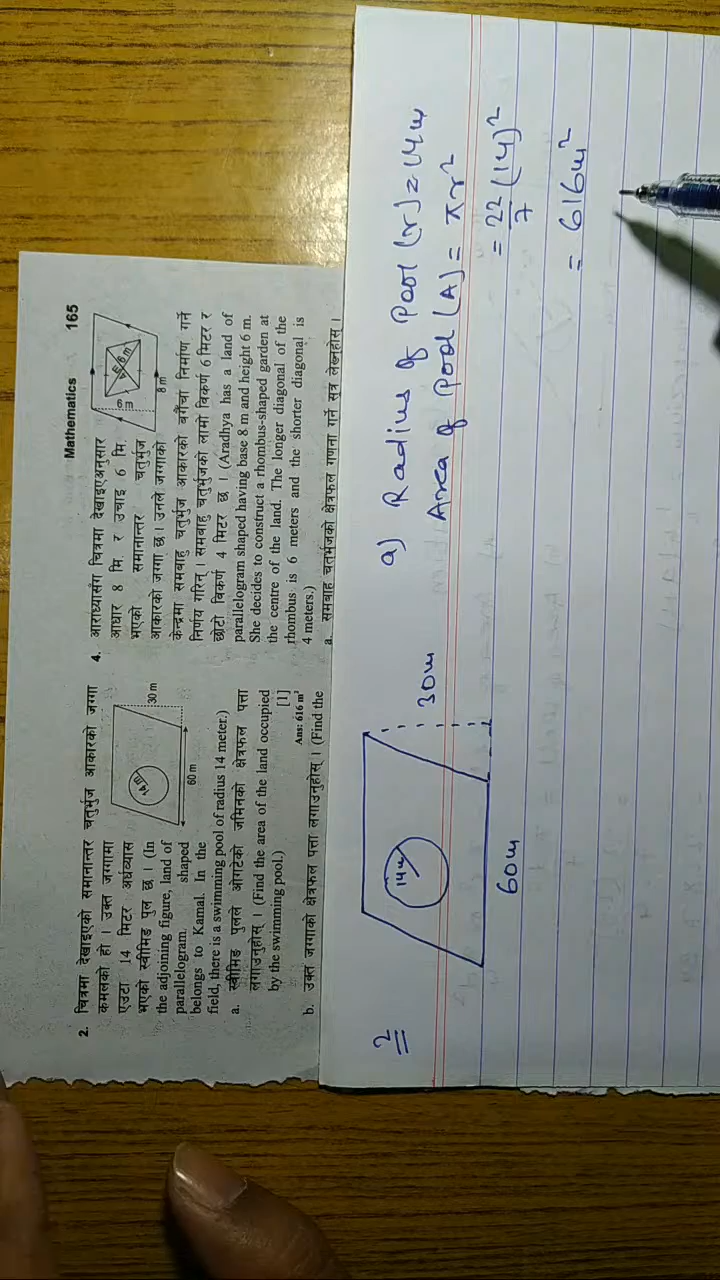 Mathematics 165
2. चित्रमा देखाइएको समानान्तर चतुर्भुज आकारको जग्गा
कमलको हो । उक्त जग्गामा
एउटा 14 मिटर अर्धव्यास
भएको स्वीमिङ पुल छ । (In
the adjoining figure, land of
parallelogram shaped
belongs to Kamal. In the
field, there is a swimming pool of radius 14 meter.)
14 m
30 m
60 m
a. स्वीमिङ पुलले ओगटेको जमिनको क्षेत्रफल पत्ता
लगाउनुहोस् । (Find the area of the land occupied
by the swimming pool.) [1]
Ans: 616 m²
b. उक्त जग्गाको क्षेत्रफल पत्ता लगाउनुहोस् । (Find the
4. आराध्यासँग चित्रमा देखाइएअनुसार
आधार 8 मि. र उचाइ 6 मि.
भएको समानान्तर चतुर्भुज
आकारको जग्गा छ । उनले जग्गाको
केन्द्रमा समबाहु चतुर्भुज आकारको बगैंचा निर्माण गर्ने
निर्णय गरिन् । समबाहु चतुर्भुजको लामो विकर्ण 6 मिटर र
छोटो विकर्ण 4 मिटर छ । (Aradhya has a land of
parallelogram shaped having base 8 m and height 6 m.
She decides to construct a rhombus-shaped garden at
the centre of the land. The longer diagonal of the
rhombus is 6 meters and the shorter diagonal is
4 meters.)
6 m
8 m
a. समबाहु चतुर्भुजको क्षेत्रफल गणना गर्ने सूत्र लेख्नुहोस् ।
2
14m
30m
60m
a) Radius of Pool (r) = 14m
Area of Pool (A) = πr²
= 22/7 (14)²
= 616m²